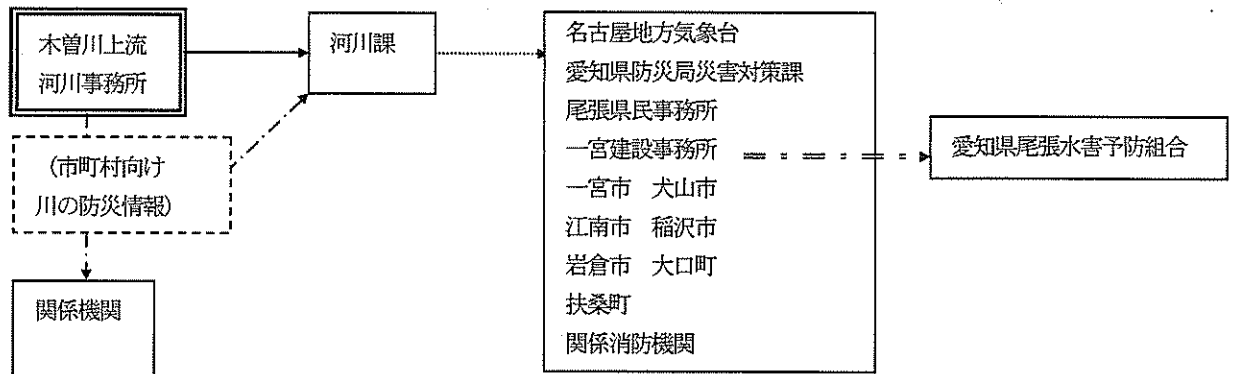 木曽川上流
河川事務所
河川課
(市町村向け
川の防災情報)
関係機関
名古屋地方気象台
愛知県防災局災害対策課
尾張県民事務所
一宮建設事務所
一宮市 犬山市
江南市 稲沢市
岩倉市 大口町
扶桑町
関係消防機関
愛知県尾張水害予防組合